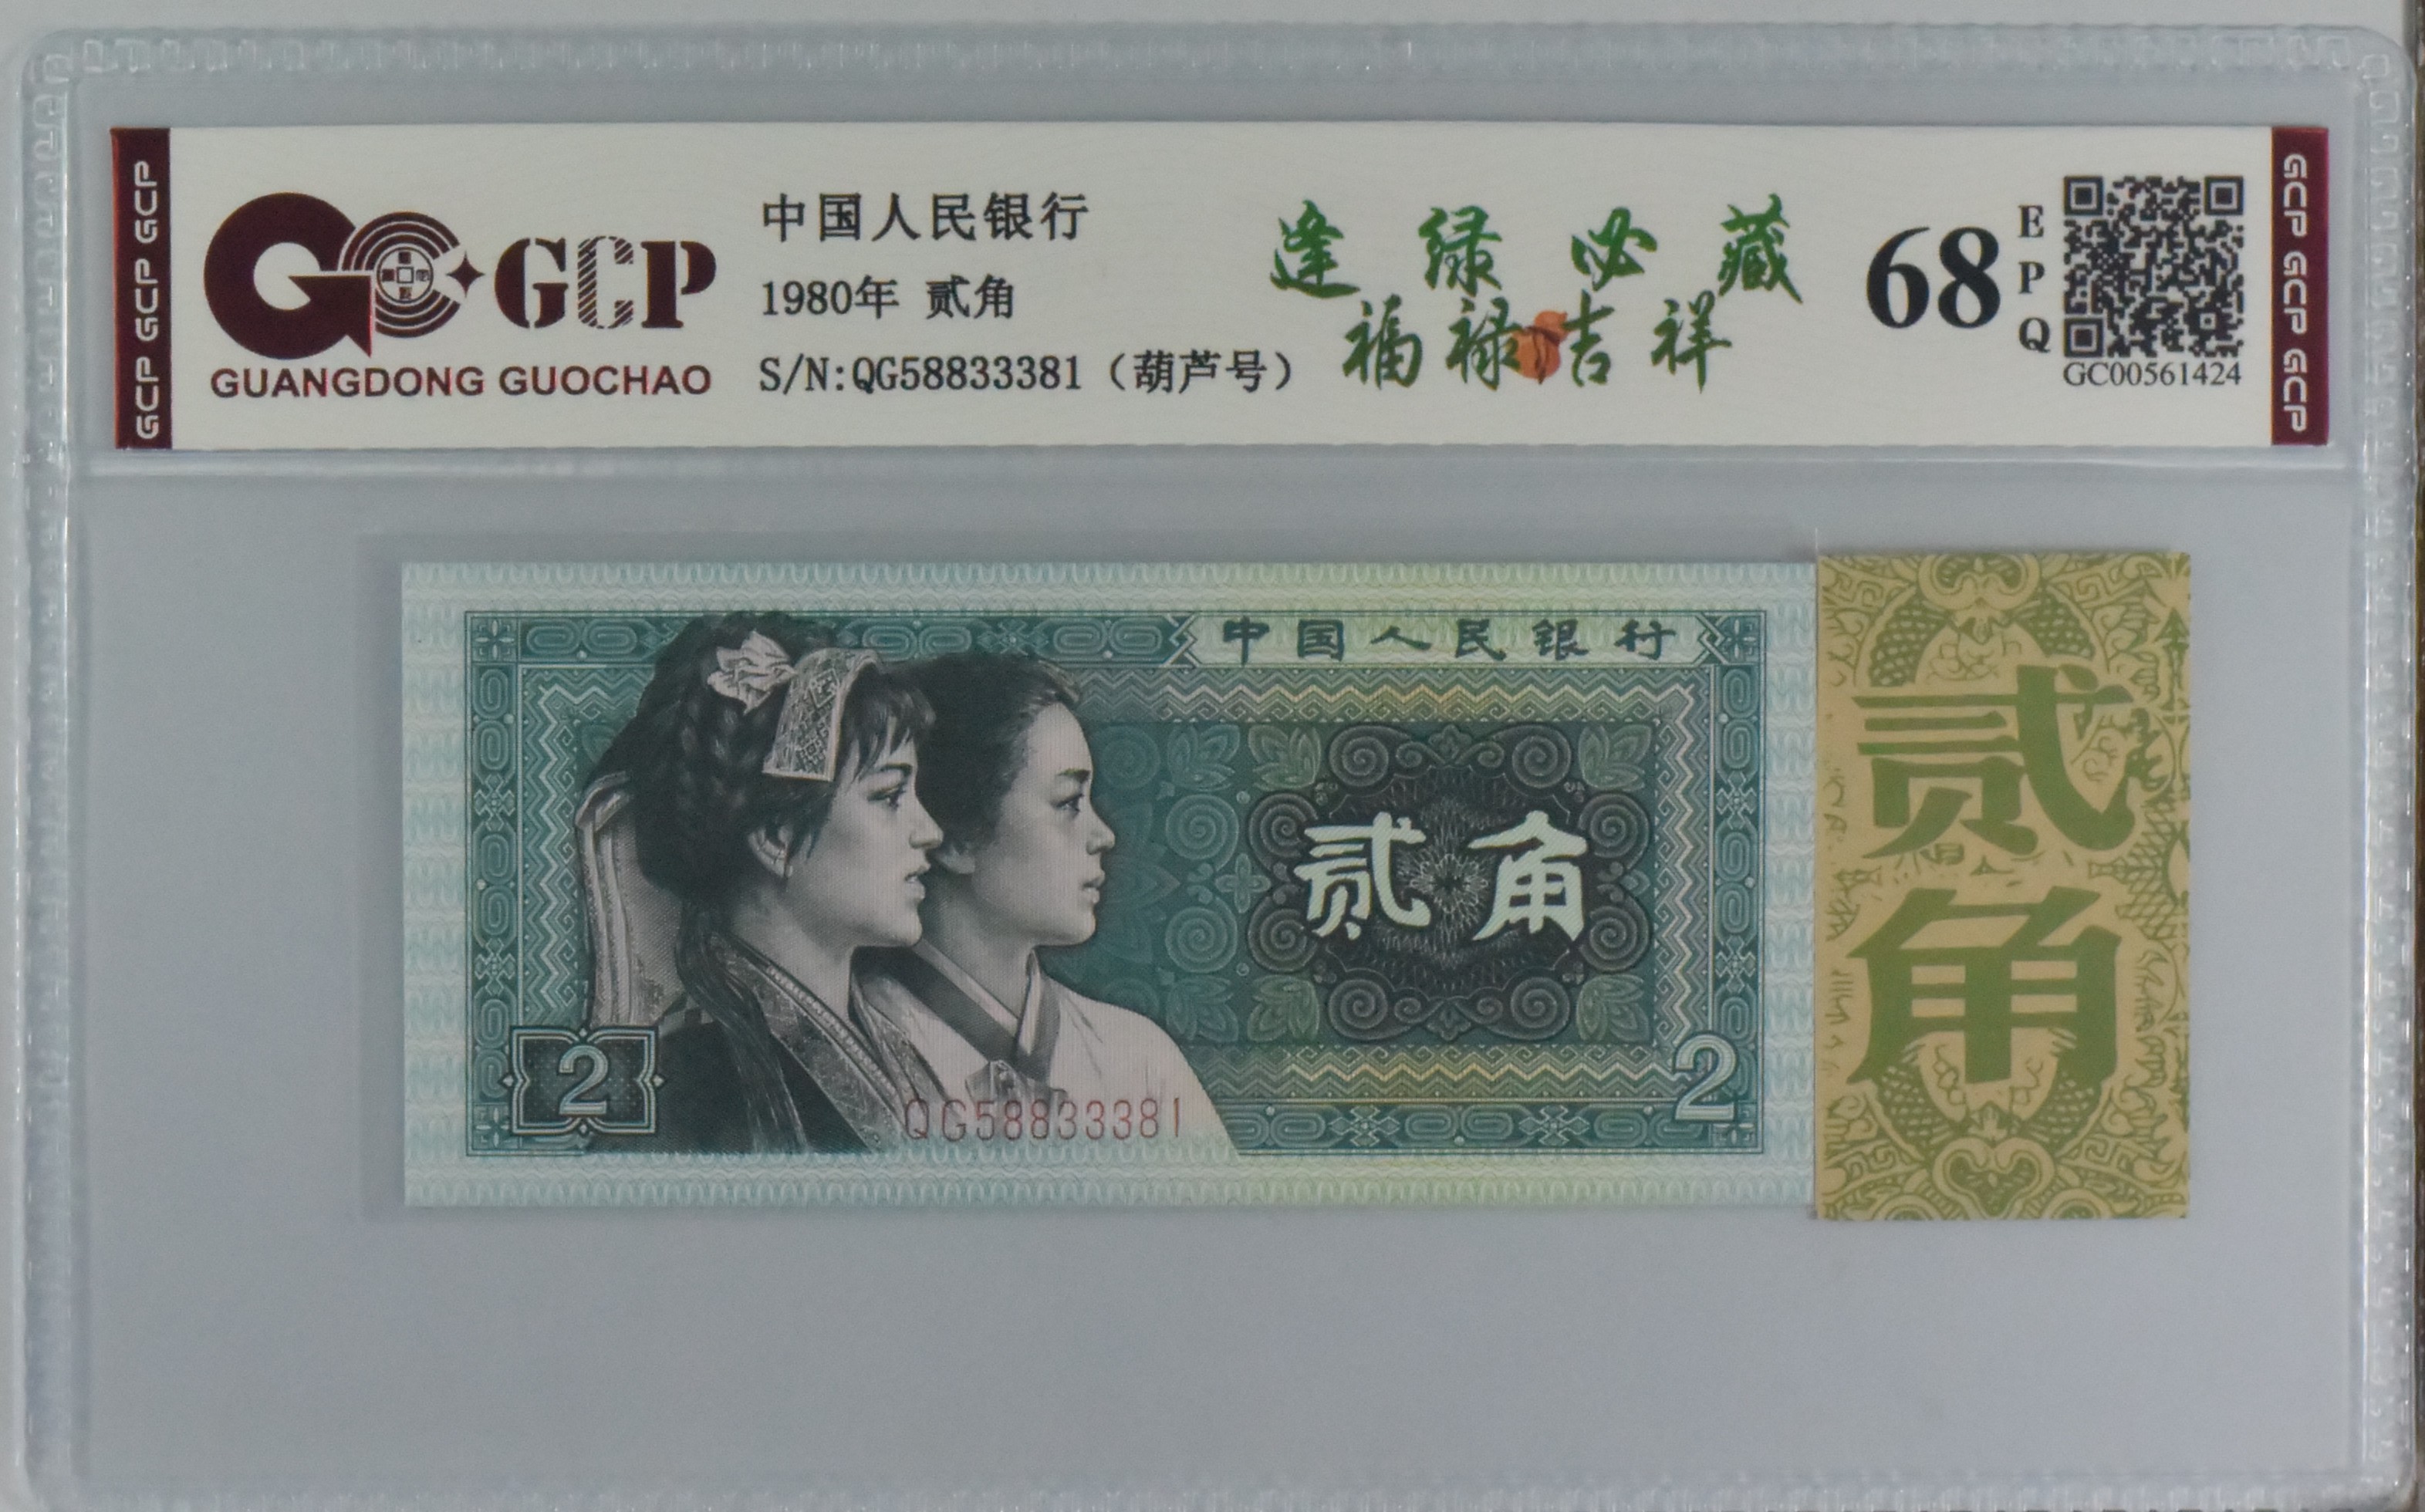 GCP GCP GCP
GCP
GUANGDONG GUOCHAO
中国人民银行
1980年 贰角
S/N:QG58833381（葫芦号）
逢绿必藏
福禄吉祥
68
EPQ
GC00561424
GCP GCP GCP
中国人民银行
贰角
2
2
QG58833381
贰角